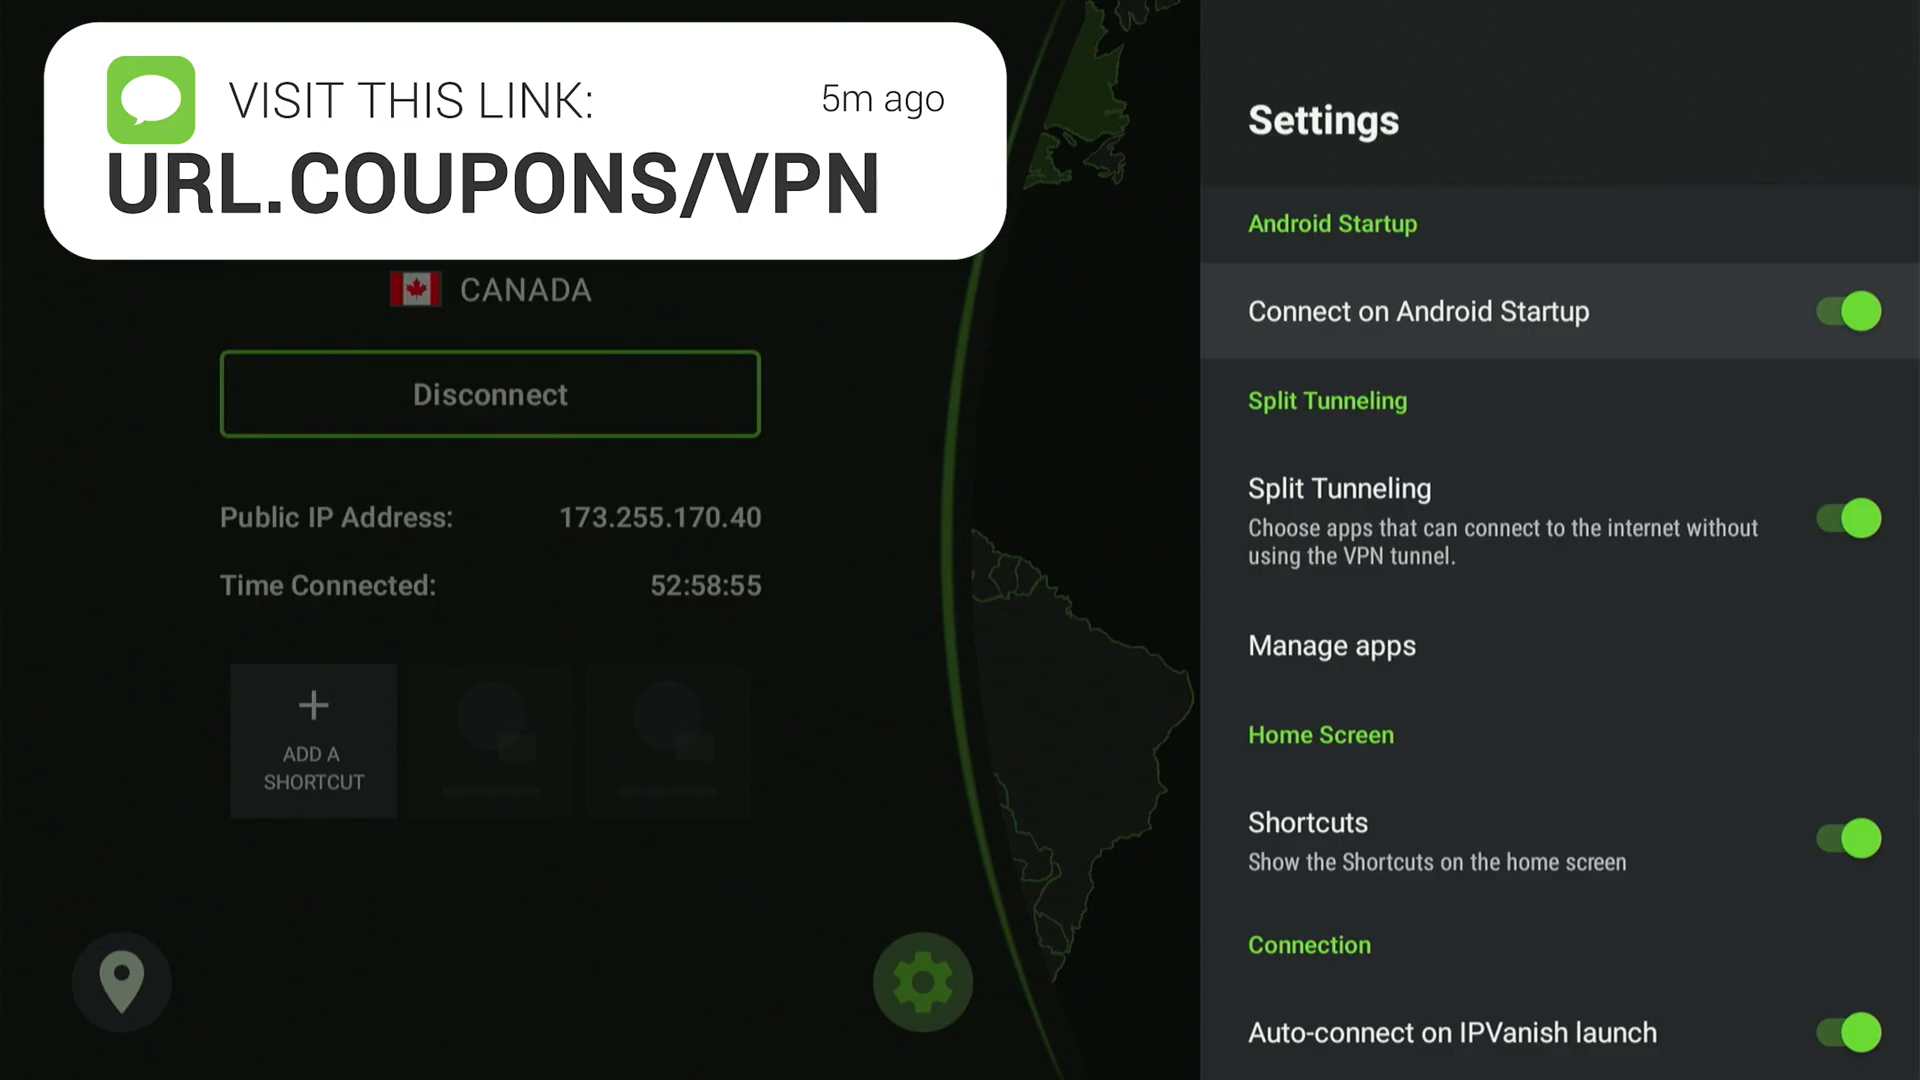 VISIT THIS LINK:
5m ago
URL.COUPONS/VPN
CANADA
Disconnect
Public IP Address: 173.255.170.40
Time Connected: 52:58:55
ADD A
SHORTCUT
Settings
Android Startup
Connect on Android Startup
Split Tunneling
Split Tunneling
Choose apps that can connect to the internet without
using the VPN tunnel.
Manage apps
Home Screen
Shortcuts
Show the Shortcuts on the home screen
Connection
Auto-connect on IPVanish launch